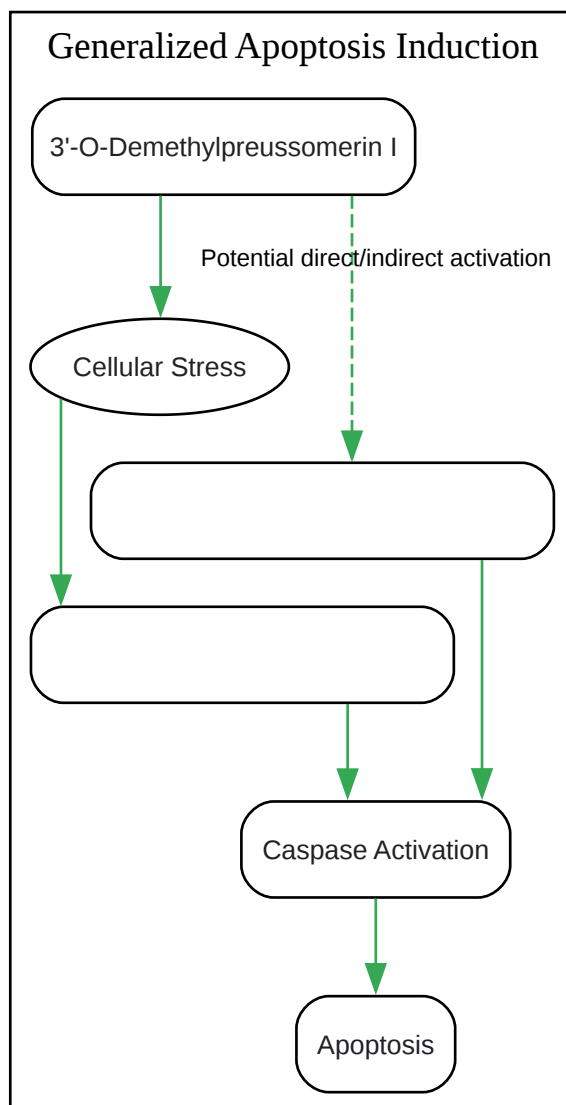 Generalized Apoptosis Induction
3'-O-Demethylpreussomerin I
Potential direct/indirect activation
Cellular Stress
Caspase Activation
Apoptosis